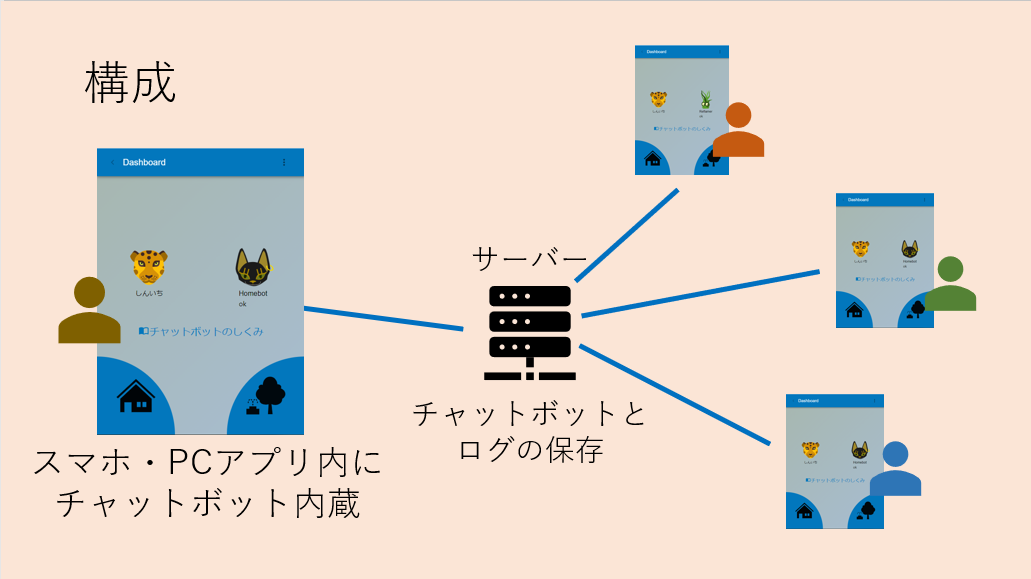 構成
Dashboard
しんいち
Homebot
ok
チャットボットのしくみ
スマホ・PCアプリ内に
チャットボット内蔵
サーバー
チャットボットと
ログの保存
Dashboard
しんいち
Homebot
ok
チャットボットのしくみ
Dashboard
しんいち
Homebot
ok
チャットボットのしくみ
Dashboard
しんいち
Homebot
ok
チャットボットのしくみ